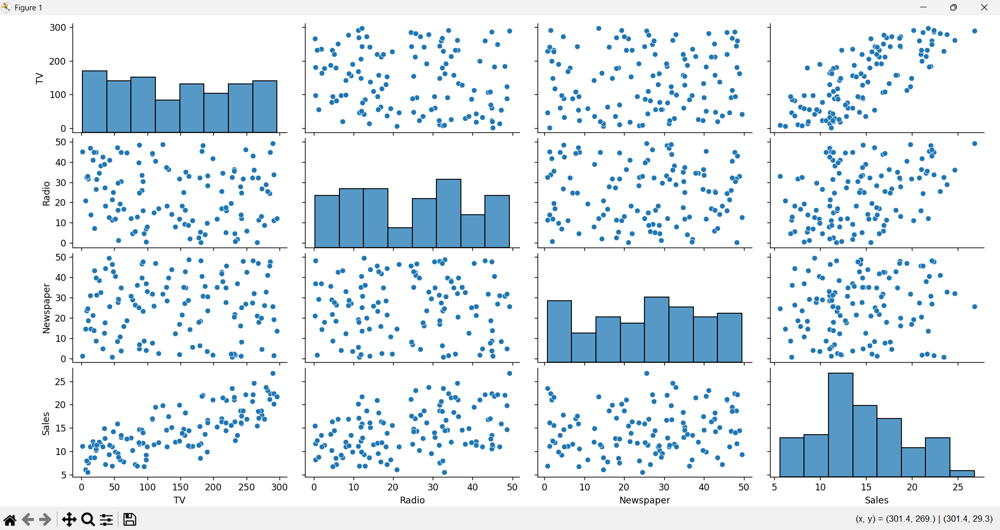 Figure 1
300
200
100
0
TV
50
40
30
20
10
0
Radio
50
40
30
20
10
0
Newspaper
25
20
15
10
5
Sales
0 50 100 150 200 250 300
0 10 20 30 40 50
0 10 20 30 40 50
5 10 15 20 25
TV Radio Newspaper Sales
(x, y) = (301.4, 269.) | (301.4, 29.3)